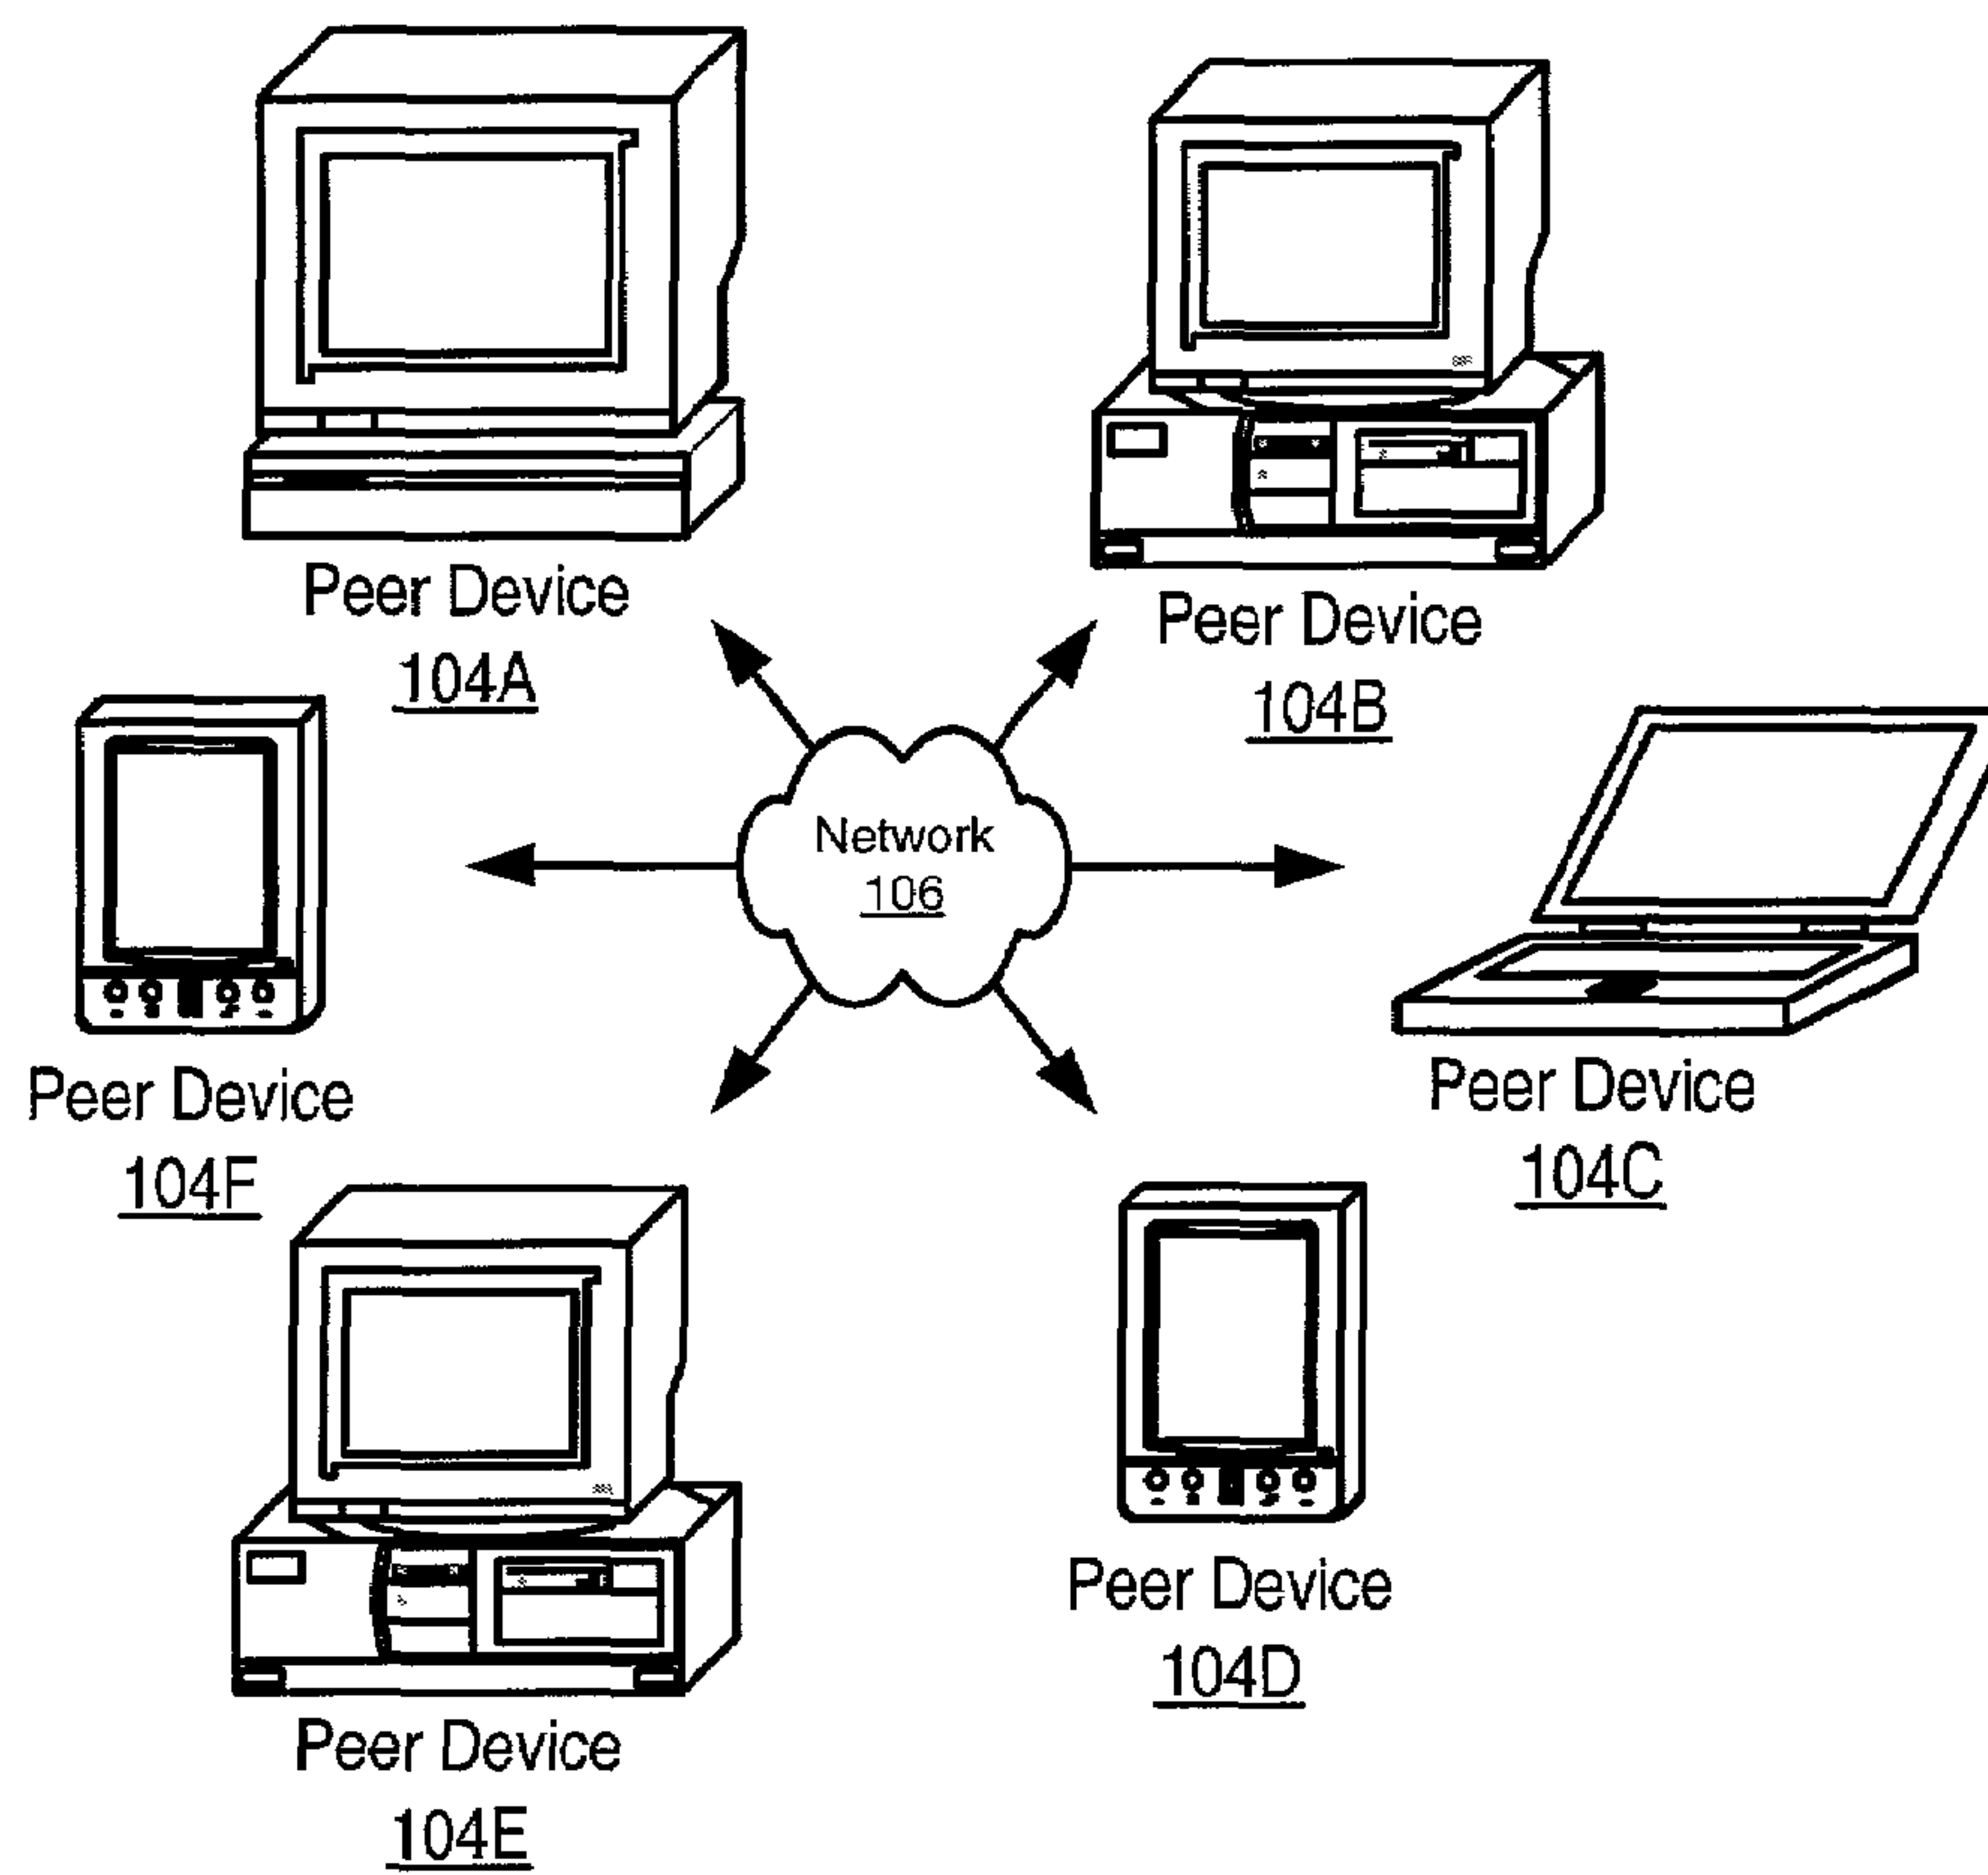 Peer Device
104A
Peer Device
104B
Network
106
Peer Device
104F
Peer Device
104C
Peer Device
104D
Peer Device
104E